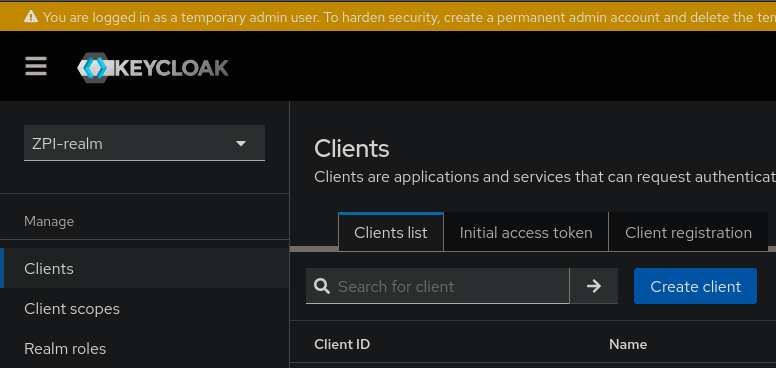 You are logged in as a temporary admin user. To harden security, create a permanent admin account and delete the
KEYCLOAK
ZPI-realm
Clients
Clients are applications and services that can request
Manage
Clients list
Initial access token
Client registration
Clients
Search for client
Create client
Client scopes
Client ID
Name
Realm roles